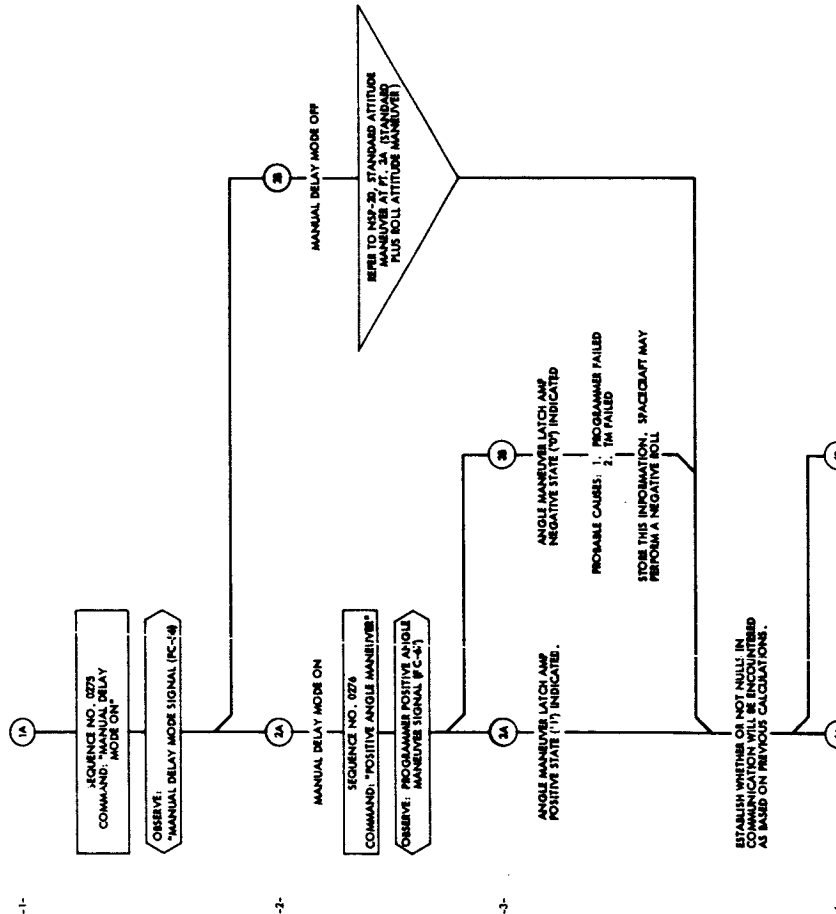 1A
-1-
SEQUENCE NO. 0275
COMMAND: "MANUAL DELAY
MODE ON"
OBSERVE:
"MANUAL DELAY MODE SIGNAL
-2-
2A
2B
MANUAL DELAY MODE ON
MANUAL DELAY MODE OFF
SEQUENCE NO. 0276
COMMAND: "POSITIVE ANGLE MANEUVER"
OBSERVE: PROGRAMMER POSITIVE ANGLE
MANEUVER SIGNAL
REFER TO NSP-20, STANDARD ATTITUDE
MANEUVER AT PT. (STANDARD
PLUS ROLL ATTITUDE MANEUVER)
-3-
3A
3B
ANGLE MANEUVER LATCH AMP
POSITIVE STATE ("1") INDICATED.
ANGLE MANEUVER LATCH AMP
NEGATIVE STATE ("0") INDICATED
PROBABLE CAUSES: 1. PROGRAMMER FAILED
2. TM FAILED
STORE THIS INFORMATION. SPACECRAFT MAY
PERFORM A NEGATIVE ROLL
ESTABLISH WHETHER OR NOT NULLS IN
COMMUNICATION WILL BE ENCOUNTERED
AS BASED ON PREVIOUS CALCULATIONS.